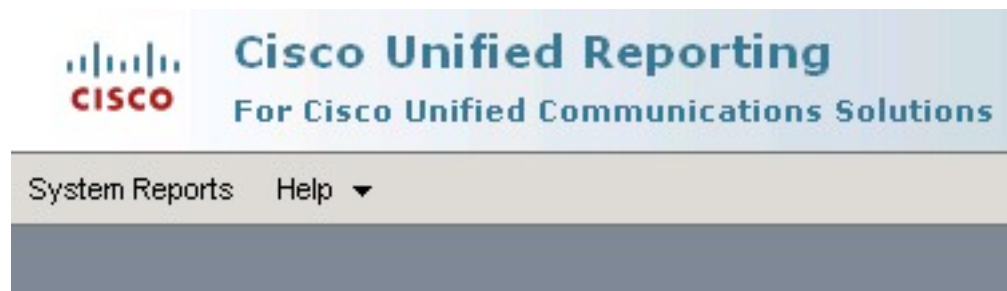 Cisco Unified Reporting
CISCO
For Cisco Unified Communications Solutions
System Reports Help